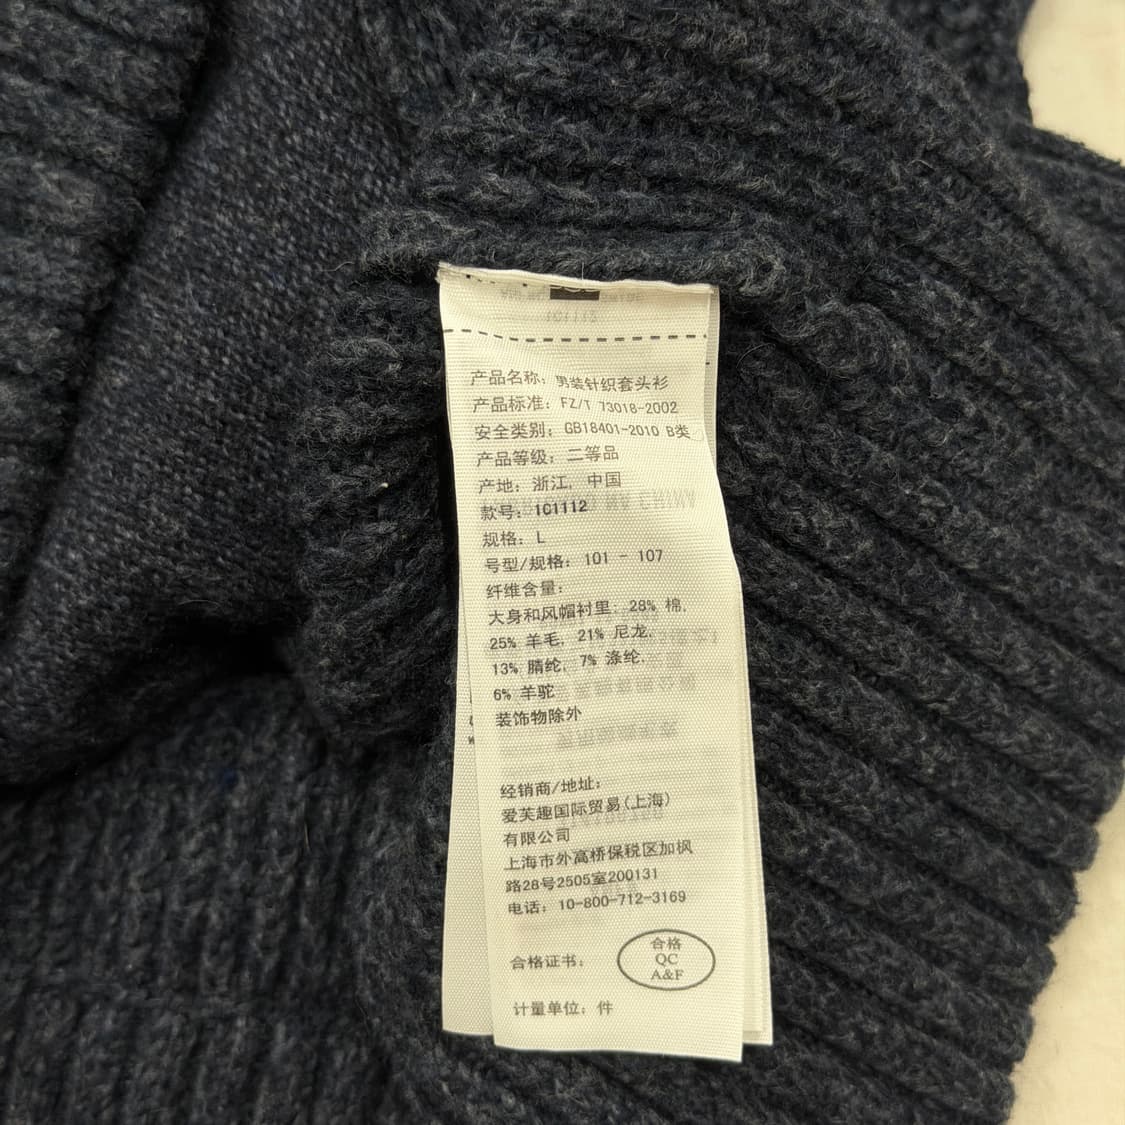 产品名称: 男装针织套头衫
产品标准: FZ/T 73018-2002
安全类别: GB18401-2010 B类
产品等级: 二等品
产地: 浙江, 中国
款号: 101112
规格: L
号型/规格: 101 - 107
纤维含量:
大身和风帽衬里: 28% 棉,
25% 羊毛, 21% 尼龙,
13% 腈纶, 7% 涤纶,
6% 羊驼
装饰物除外
经销商/地址:
爱芙趣国际贸易(上海)
有限公司
上海市外高桥保税区加枫
路28号2505室200131
电话: 10-800-712-3169
合格证书:
合格
QC
A&F
计量单位: 件